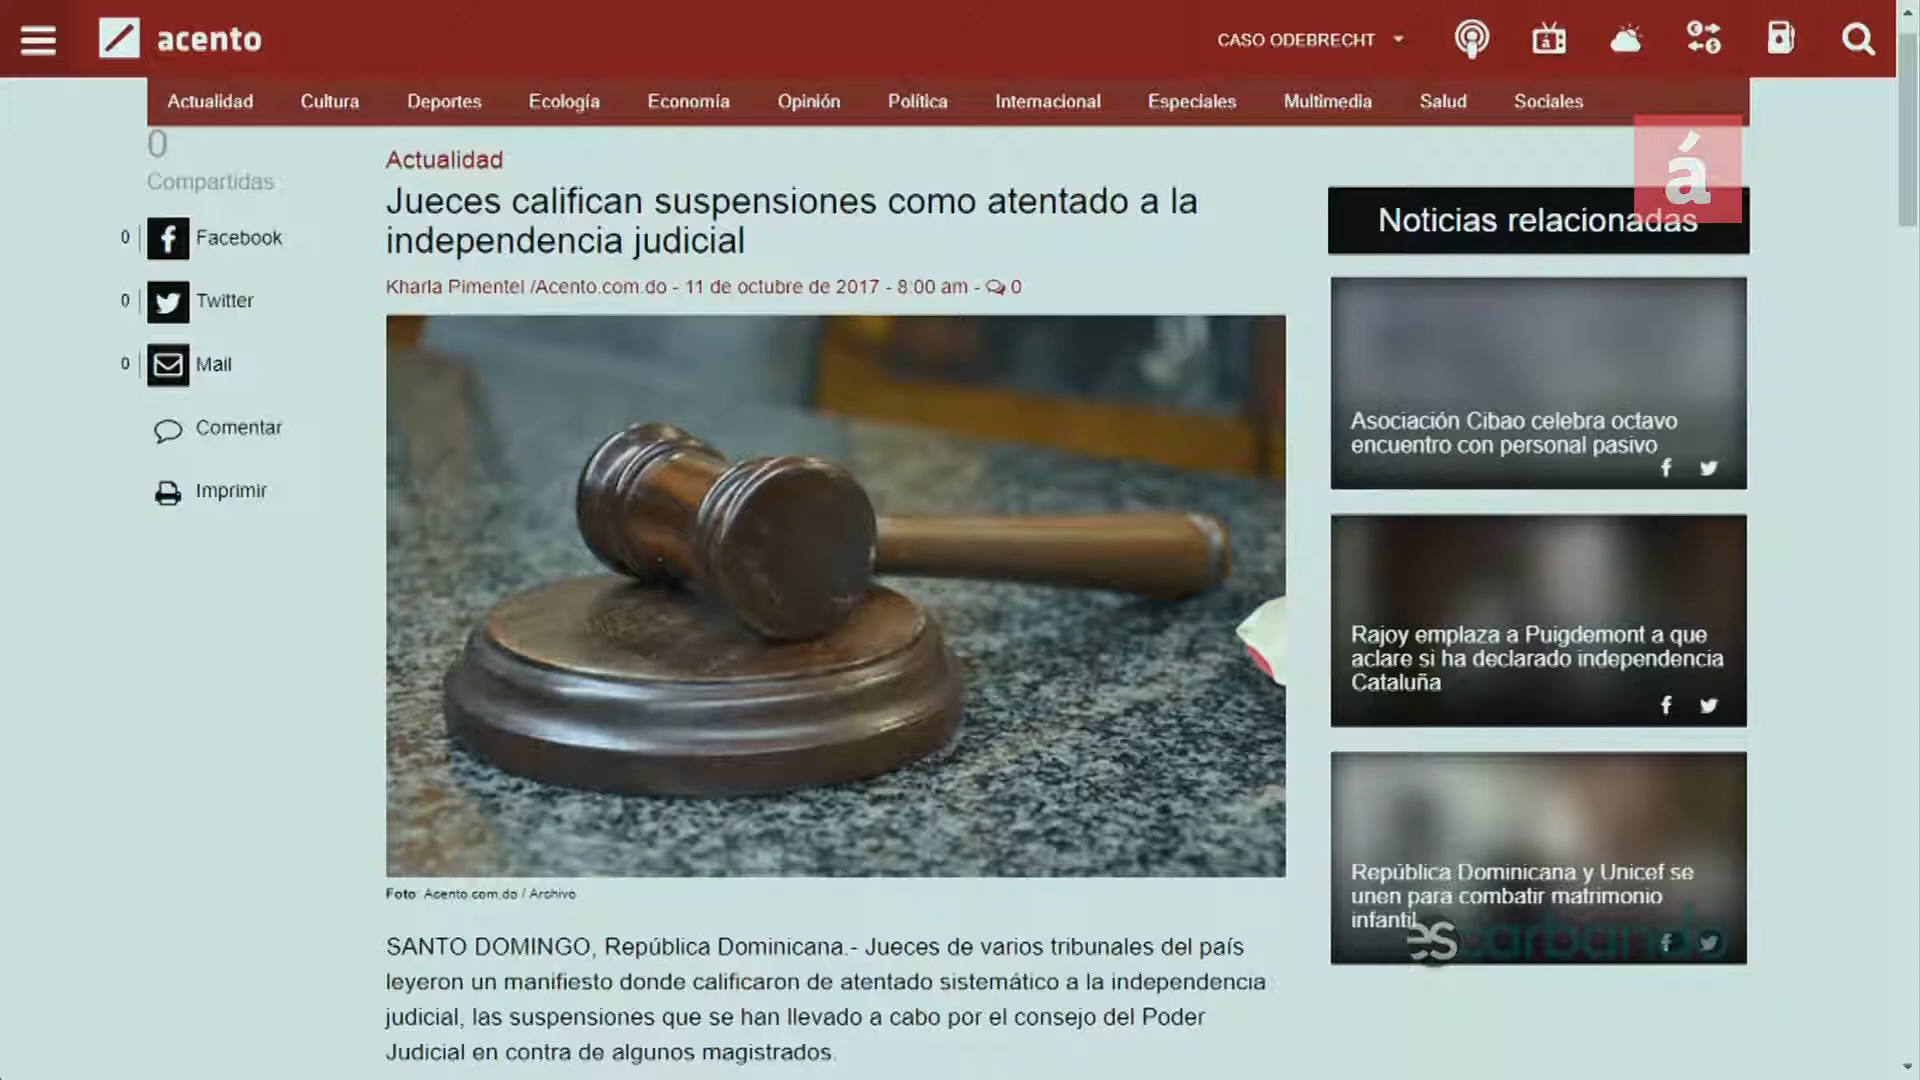 acento
CASO ODEBRECHT
Actualidad
Cultura
Deportes
Ecología
Economía
Opinión
Política
Internacional
Especiales
Multimedia
Salud
Sociales
0
Compartidas
0 Facebook
0 Twitter
0 Mail
Comentar
Imprimir
Actualidad
Jueces califican suspensiones como atentado a la
independencia judicial
Kharla Pimentel /Acento.com.do - 11 de octubre de 2017 - 8:00 am - 0
Foto: Acento.com.do / Archivo
SANTO DOMINGO, República Dominicana.- Jueces de varios tribunales del país
leyeron un manifiesto donde calificaron de atentado sistemático a la independencia
judicial, las suspensiones que se han llevado a cabo por el consejo del Poder
Judicial en contra de algunos magistrados.
á
Noticias relacionadas
Asociación Cibao celebra octavo
encuentro con personal pasivo
Rajoy emplaza a Puigdemont a que
aclare si ha declarado independencia
Cataluña
República Dominicana y Unicef se
unen para combatir matrimonio
infantil
escarbando